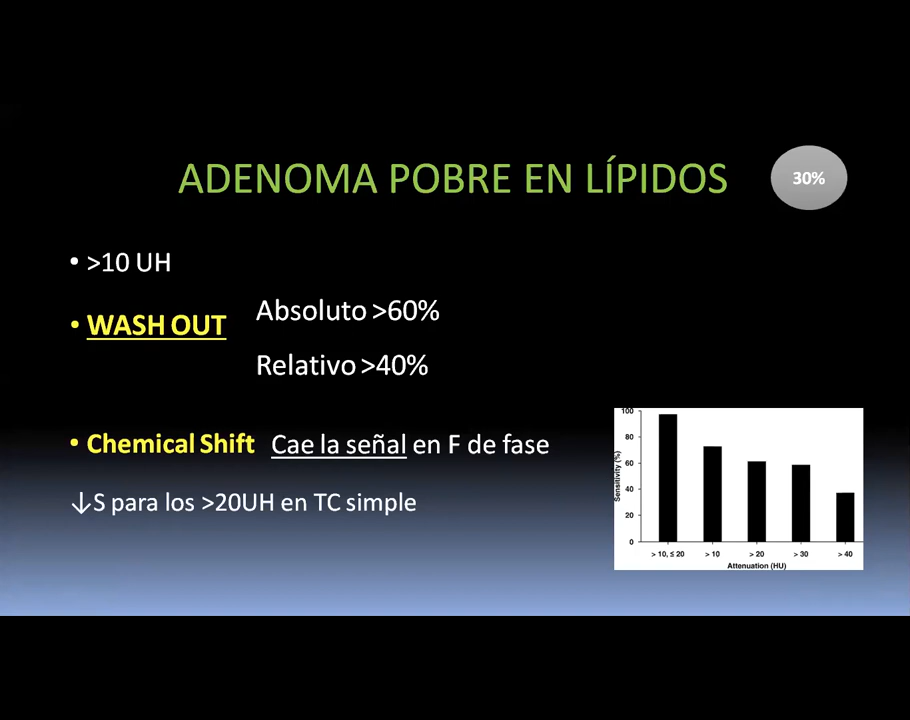 ADENOMA POBRE EN LÍPIDOS
30%
• >10 UH
• WASH OUT
Absoluto >60%
Relativo >40%
• Chemical Shift Cae la señal en F de fase
↓S para los >20UH en TC simple
Sensitivity (%)
100
80
60
40
20
0
> 10, ≤ 20 > 10 > 20 > 30 > 40
Attenuation (HU)